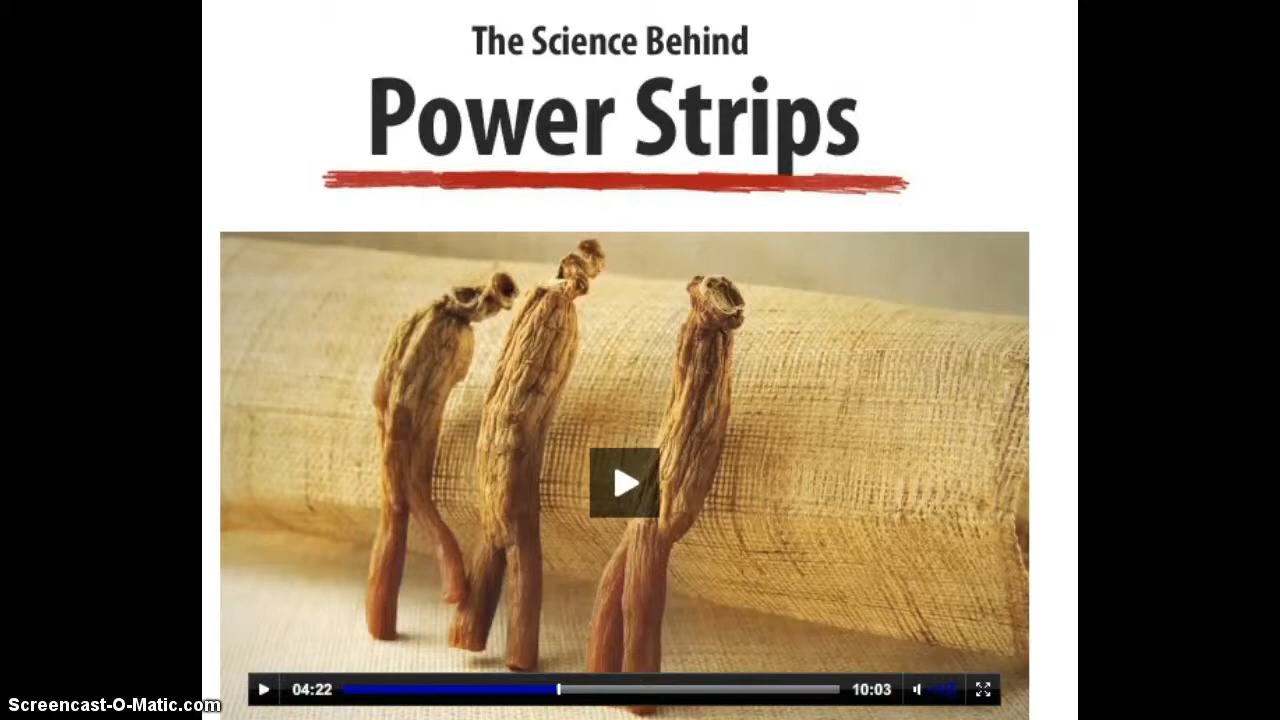 The Science Behind
Power Strips
04:22
10:03
Screencast-O-Matic.com